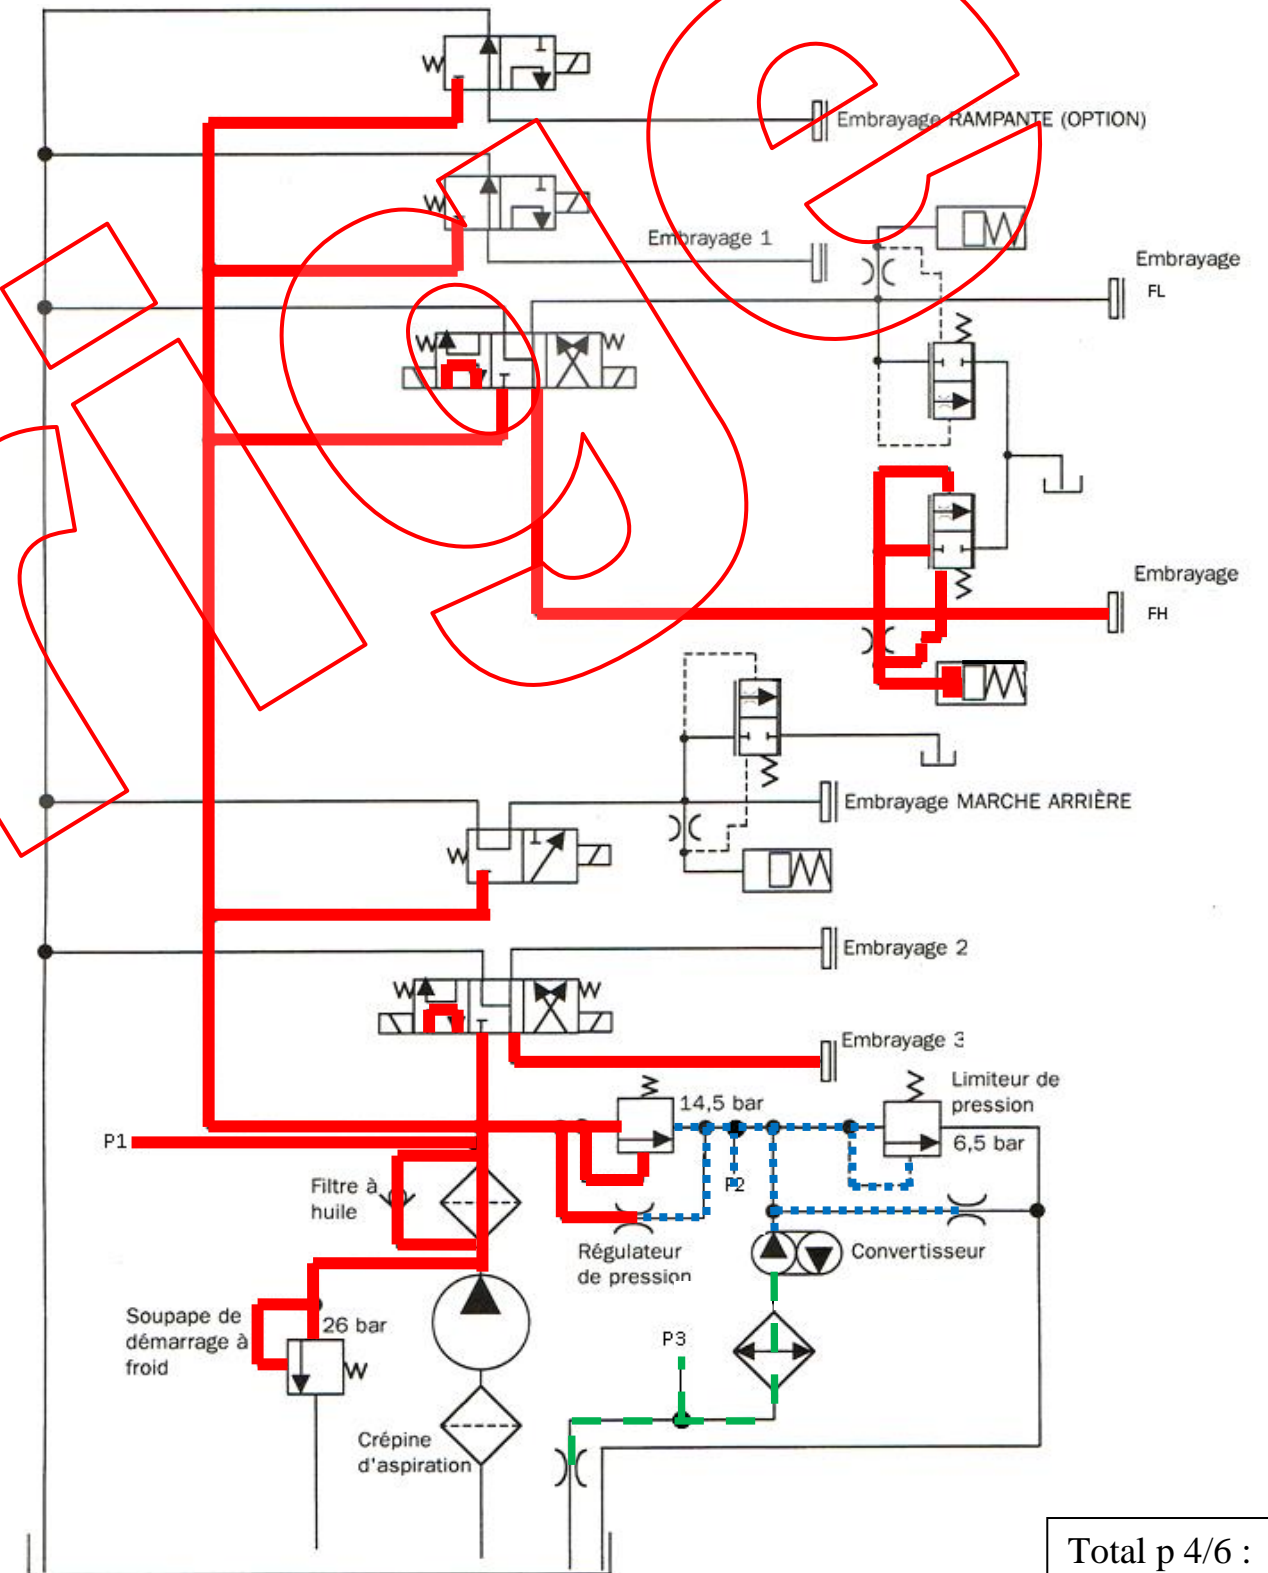 Embrayage RAMPANTE (OPTION)
Embrayage 1
Embrayage
FL
Embrayage
FH
Embrayage MARCHE ARRIÈRE
Embrayage 2
Embrayage 3
Limiteur de
pression
14,5 bar
6,5 bar
P1
P2
Filtre à
huile
Régulateur
de pression
Convertisseur
Soupape de
démarrage à
froid
26 bar
P3
Crépine
d'aspiration
Total p 4/6 :